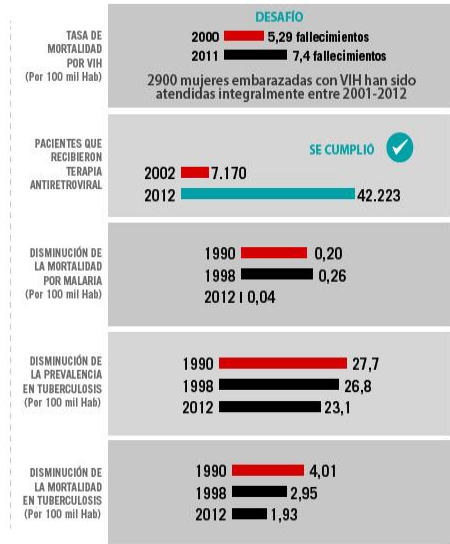 TASA DE
MORTALIDAD
POR VIH
(Por 100 mil Hab)
DESAFÍO
2000 5,29 fallecimientos
2011 7,4 fallecimientos
2900 mujeres embarazadas con VIH han sido
atendidas integralmente entre 2001-2012
PACIENTES QUE
RECIBIERON
TERAPIA
ANTIRETROVIRAL
SE CUMPLIÓ
2002 7.170
2012 42.223
DISMINUCIÓN DE
LA MORTALIDAD
POR MALARIA
(Por 100 mil Hab)
1990 0,20
1998 0,26
2012 0,04
DISMINUCIÓN DE
LA PREVALENCIA
EN TUBERCULOSIS
(Por 100 mil Hab)
1990 27,7
1998 26,8
2012 23,1
DISMINUCIÓN DE
LA MORTALIDAD
EN TUBERCULOSIS
(Por 100 mil Hab)
1990 4,01
1998 2,95
2012 1,93